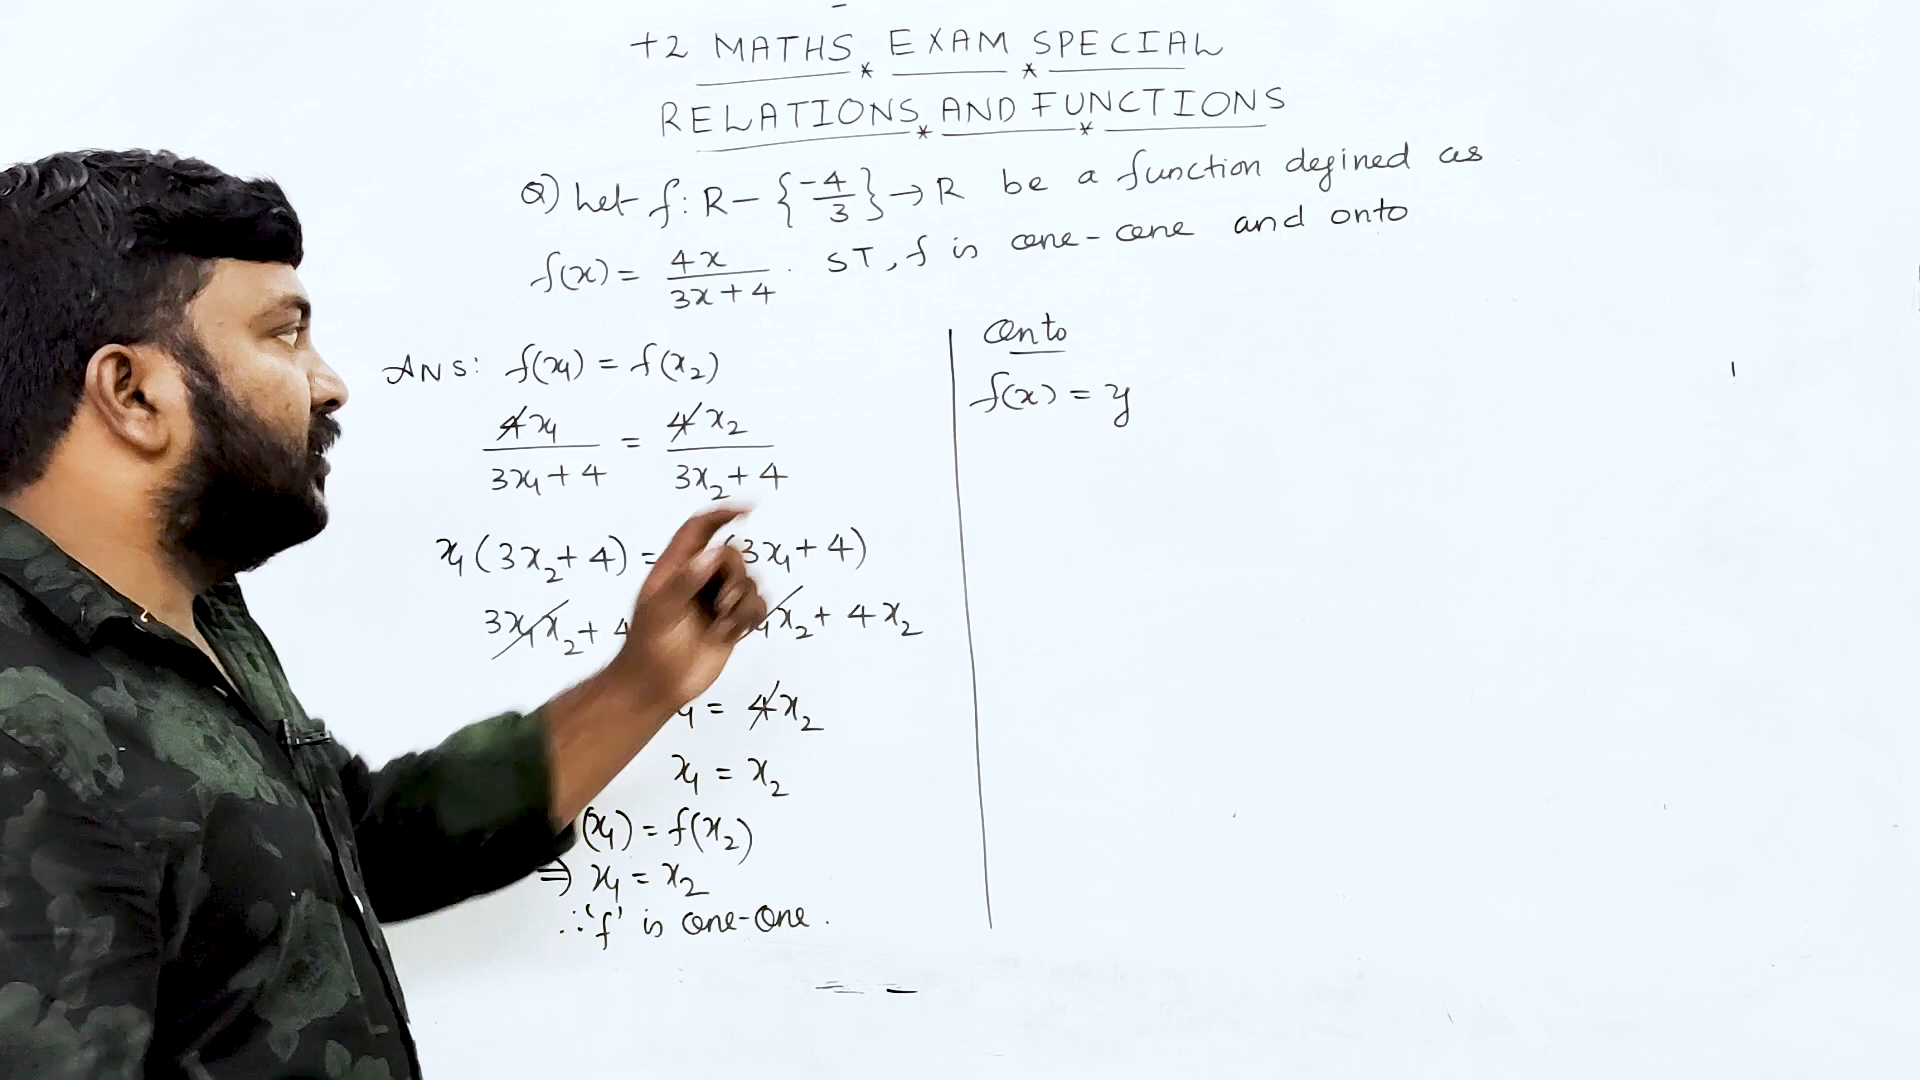 +2 MATHS EXAM SPECIAL
RELATIONS AND FUNCTIONS
Q) Let f: R - {-4/3} → R be a function defined as
f(x) = 4x/(3x+4). ST, f is one-one and onto
ANS: f(x₁) = f(x₂)
4x₁/(3x₁+4) = 4x₂/(3x₂+4)
x₁(3x₂+4) = (3x₁+4)
3x₁x₂ + 4 x₂ + 4x₂
= 4x₂
x₁ = x₂
(x₁) = f(x₂)
⇒ x₁ = x₂
∴ 'f' is one-one.
onto
f(x) = y